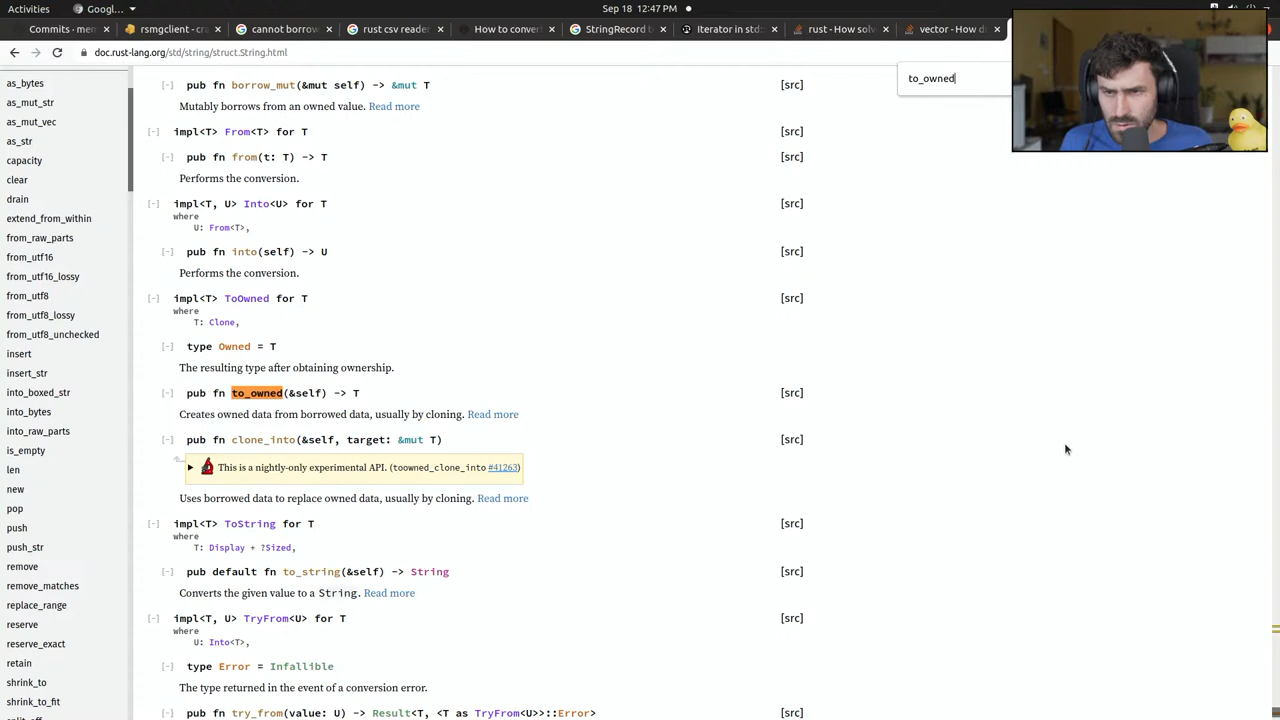 Activities
Googl...
Sep 18 12:47 PM
Commits · men
rsmgclient - cra
cannot borrow
rust csv reade
How to convert
StringRecord t
Iterator in std::
rust - How solv
vector - How di
doc.rust-lang.org/std/string/struct.String.html
to_owned
as_bytes
as_mut_str
as_mut_vec
as_str
capacity
clear
drain
extend_from_within
from_raw_parts
from_utf16
from_utf16_lossy
from_utf8
from_utf8_lossy
from_utf8_unchecked
insert
insert_str
into_boxed_str
into_bytes
into_raw_parts
is_empty
len
new
pop
push
push_str
remove
remove_matches
replace_range
reserve
reserve_exact
retain
shrink_to
shrink_to_fit
[-] pub fn borrow_mut(&mut self) -> &mut T [src]
Mutably borrows from an owned value. Read more
[-] impl<T> From<T> for T [src]
[-] pub fn from(t: T) -> T [src]
Performs the conversion.
[-] impl<T, U> Into<U> for T [src]
where
U: From<T>,
[-] pub fn into(self) -> U [src]
Performs the conversion.
[-] impl<T> ToOwned for T [src]
where
T: Clone,
[-] type Owned = T
The resulting type after obtaining ownership.
[-] pub fn to_owned(&self) -> T [src]
Creates owned data from borrowed data, usually by cloning. Read more
[-] pub fn clone_into(&self, target: &mut T) [src]
This is a nightly-only experimental API. (toowned_clone_into #41263)
Uses borrowed data to replace owned data, usually by cloning. Read more
[-] impl<T> ToString for T [src]
where
T: Display + ?Sized,
[-] pub default fn to_string(&self) -> String [src]
Converts the given value to a String. Read more
[-] impl<T, U> TryFrom<U> for T [src]
where
U: Into<T>,
[-] type Error = Infallible
The type returned in the event of a conversion error.
[-] pub fn try_from(value: U) -> Result<T, <T as TryFrom<U>>::Error> [src]